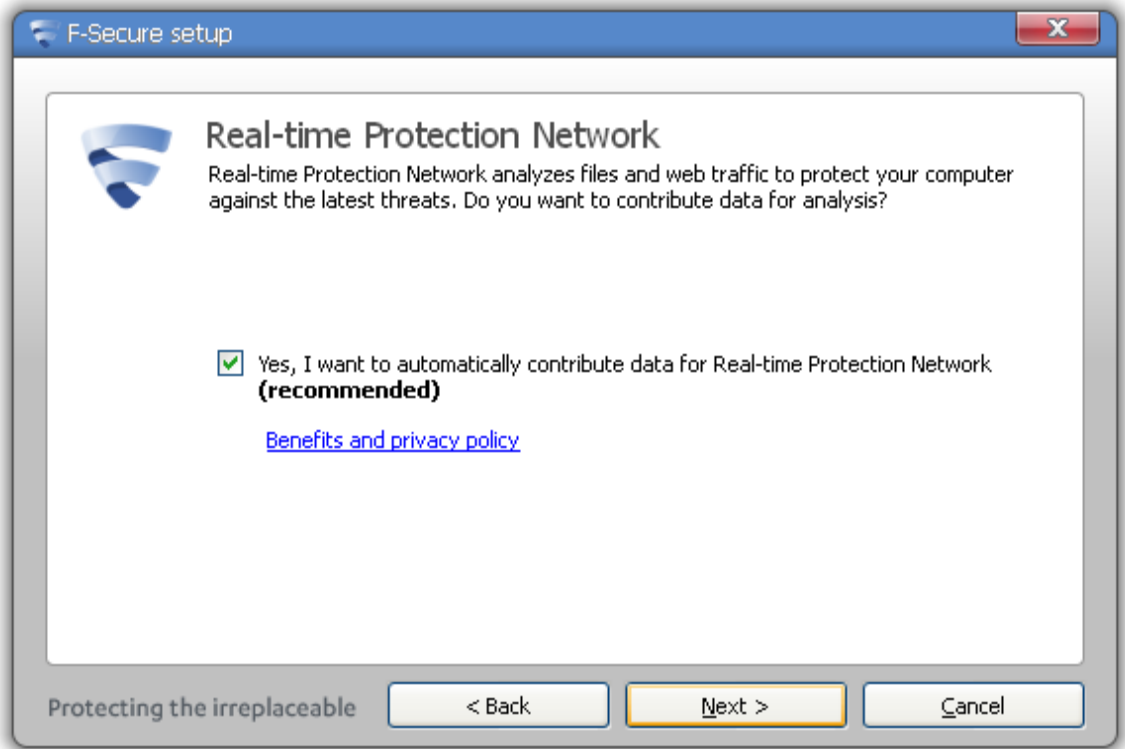 F-Secure setup
Real-time Protection Network
Real-time Protection Network analyzes files and web traffic to protect your computer
against the latest threats. Do you want to contribute data for analysis?
Yes, I want to automatically contribute data for Real-time Protection Network
(recommended)
Benefits and privacy policy
Protecting the irreplaceable
< Back
Next >
Cancel